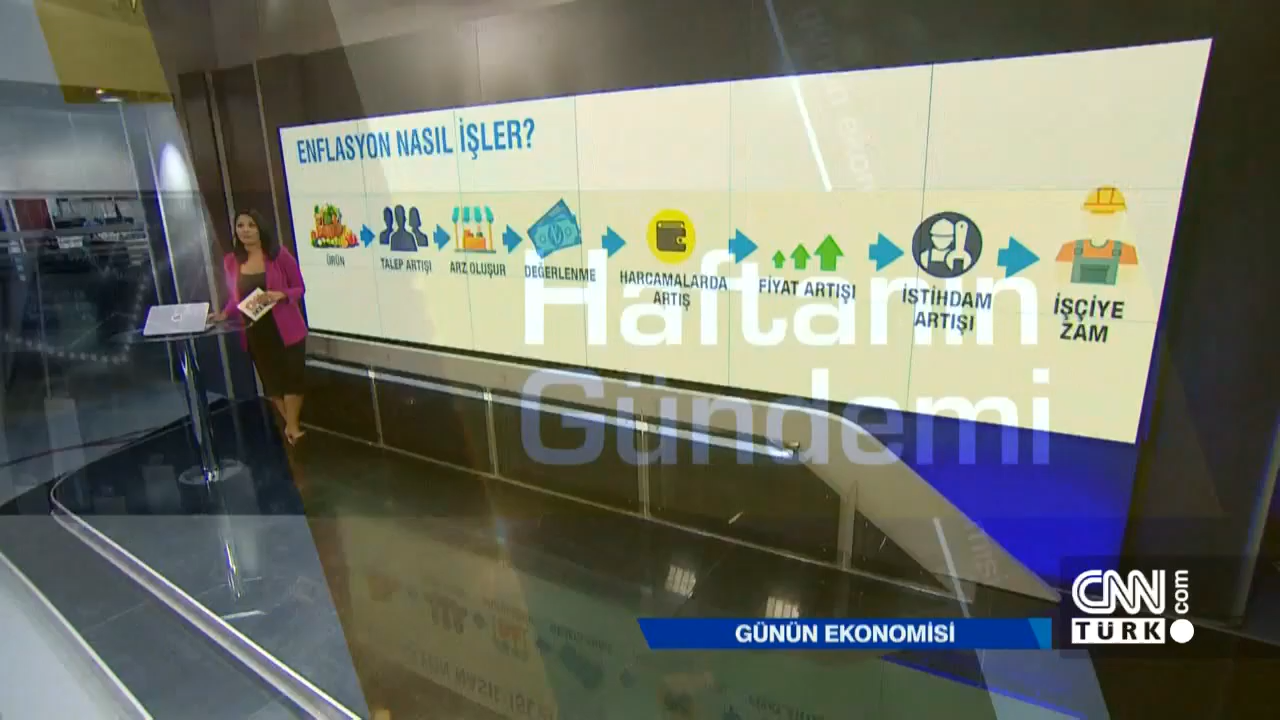 ENFLASYON NASIL İŞLER?
ÜRÜN
TALEP ARTIŞI
ARZ OLUŞUR
DEĞERLENME
HARCAMALARDA
ARTIŞ
FİYAT ARTIŞI
İSTİHDAM
ARTIŞI
İŞÇİYE
ZAM
Haftanın
Gündemi
GÜNÜN EKONOMİSİ
CNN
TÜRK
.com